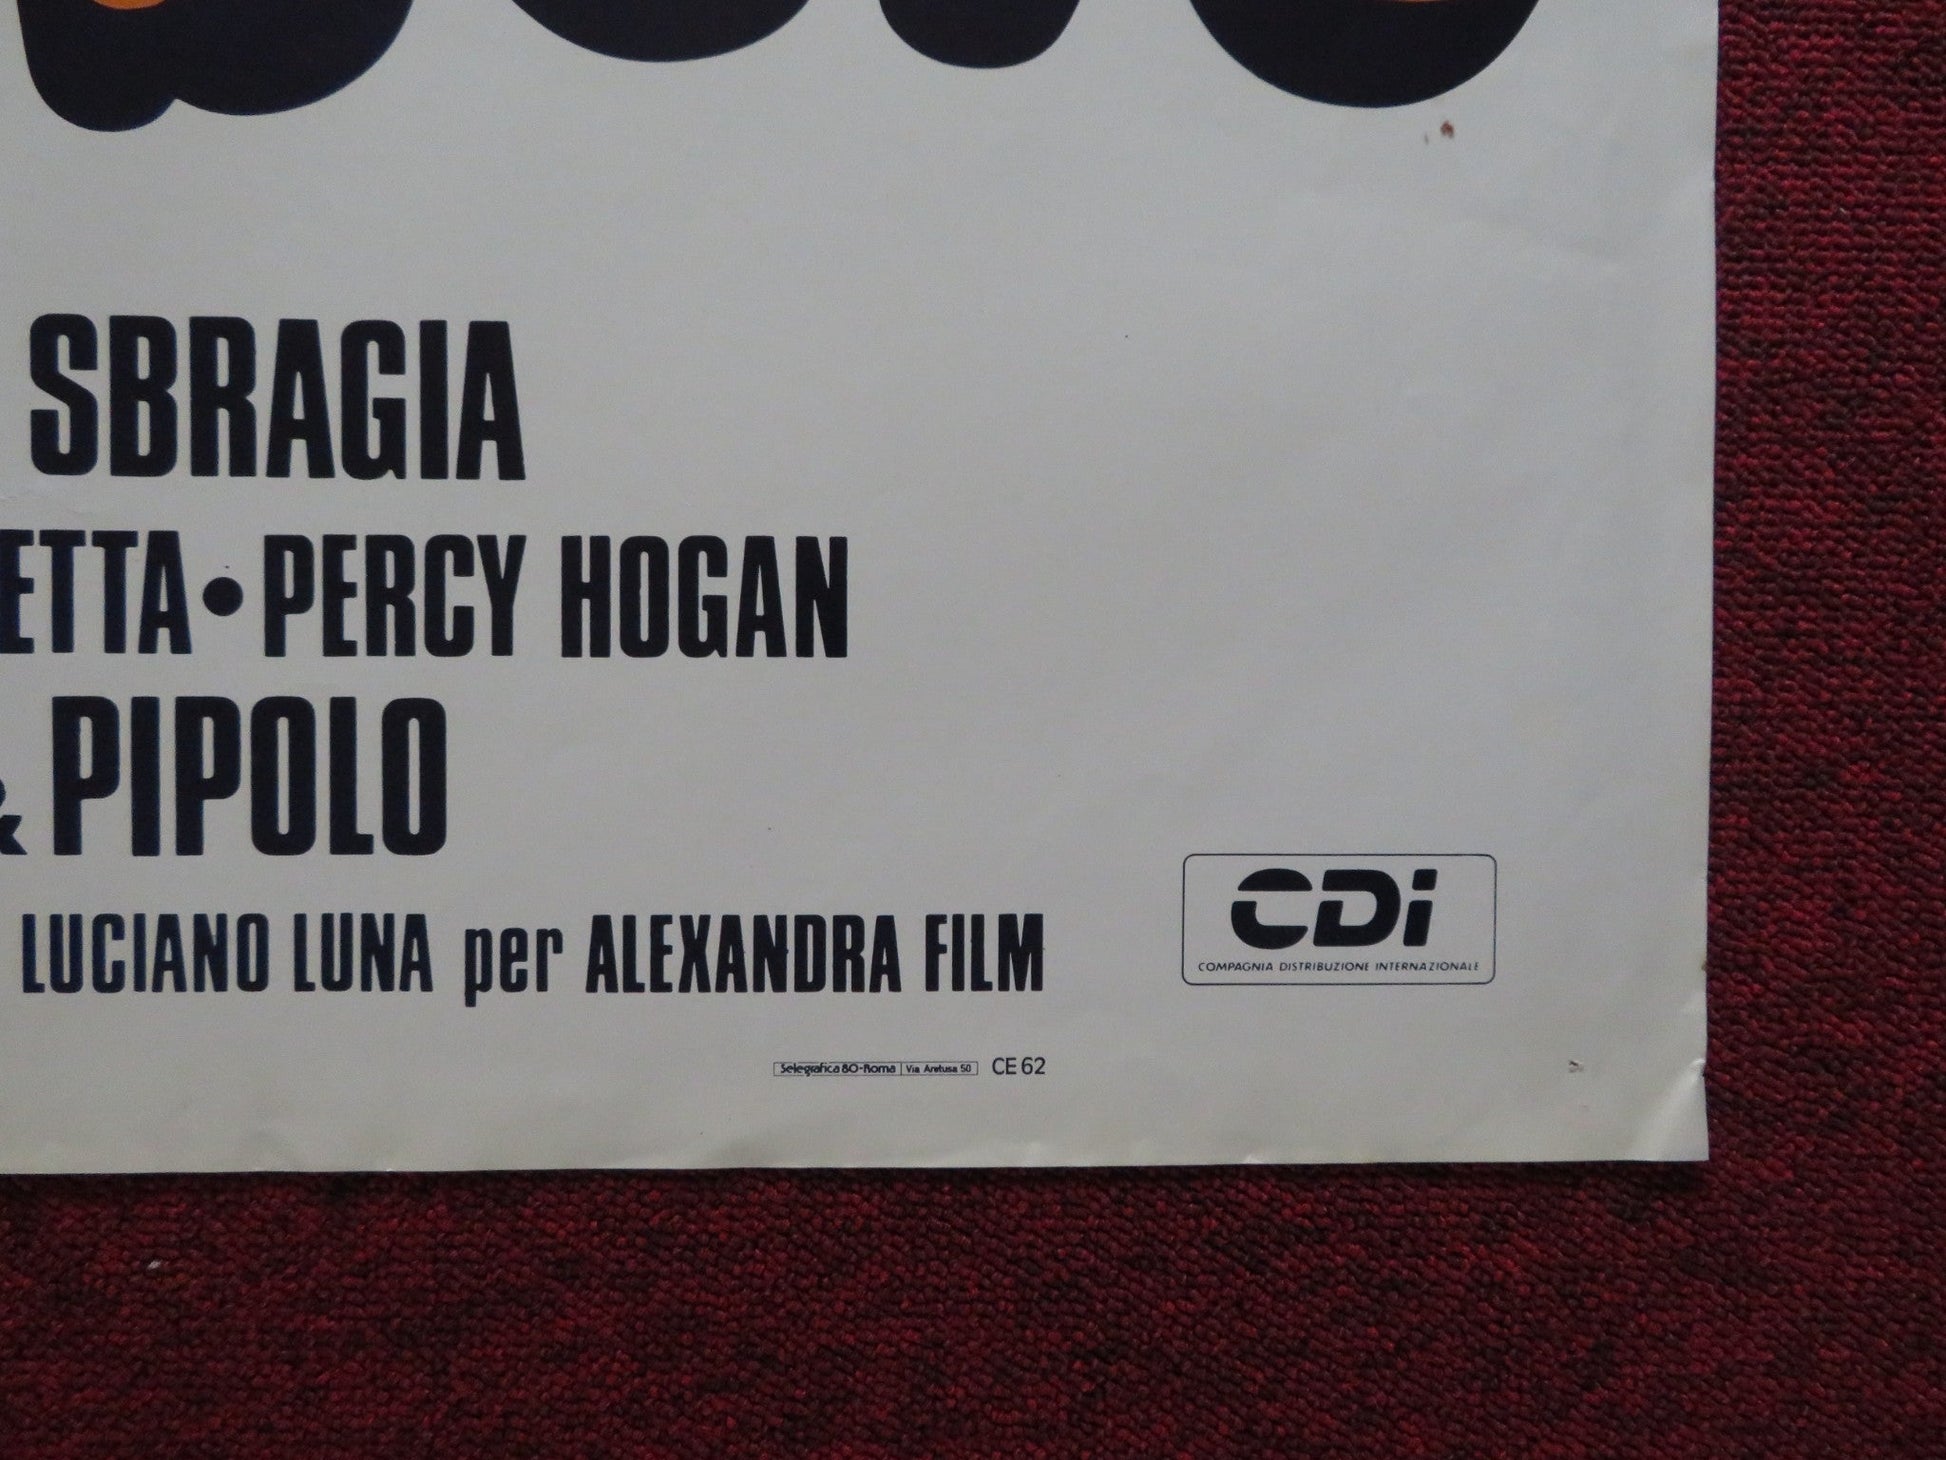 SBRAGIA
ETTA • PERCY HOGAN
& PIPOLO
LUCIANO LUNA per ALEXANDRA FILM
CDi
COMPAGNIA DISTRIBUZIONE INTERNAZIONALE
Selegrafica 80-Roma Via Aretusa 50 CE 62